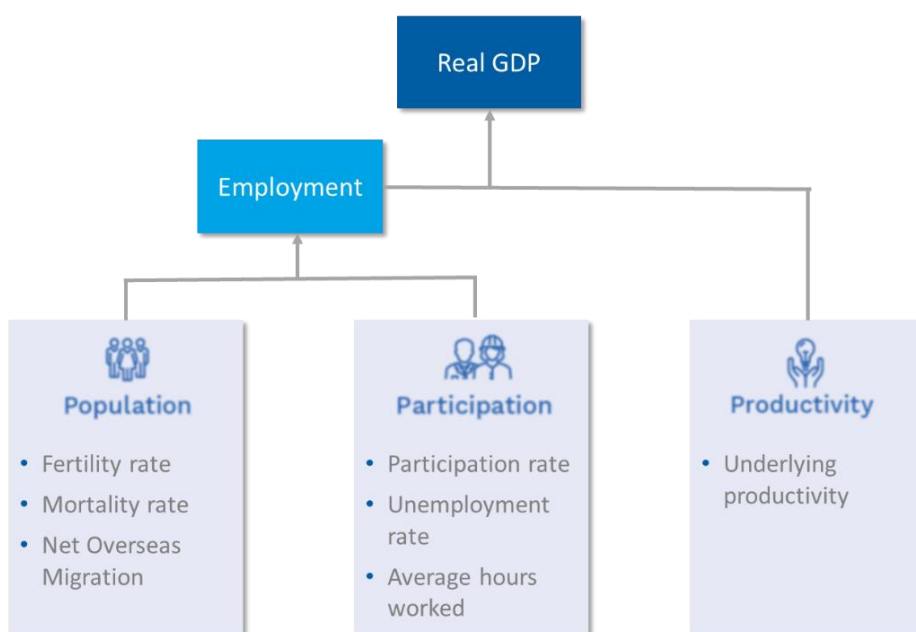 Real GDP
Employment
Population
• Fertility rate
• Mortality rate
• Net Overseas
Migration
Participation
• Participation rate
• Unemployment
rate
• Average hours
worked
Productivity
• Underlying
productivity